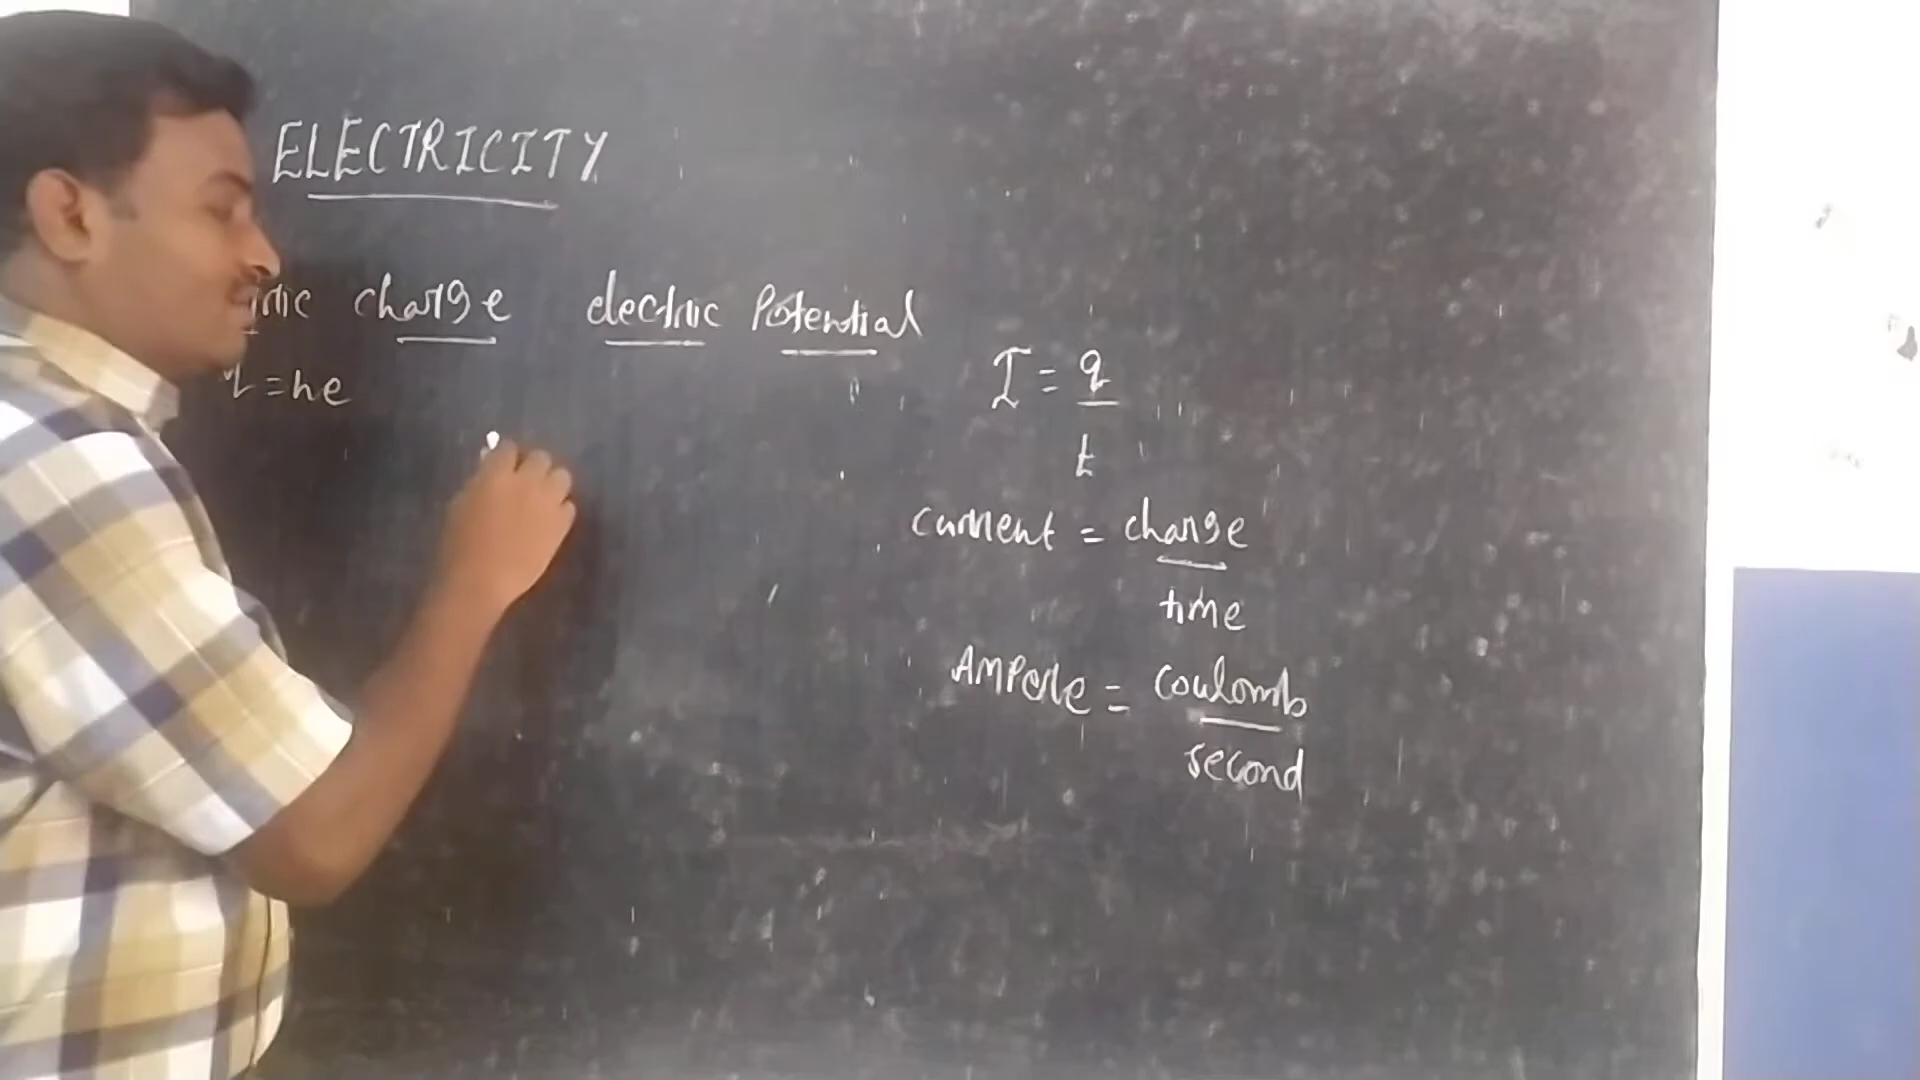 ELECTRICITY
charge electric Potential
q = ne
I = q
t
current = charge
time
Ampere = coulomb
second